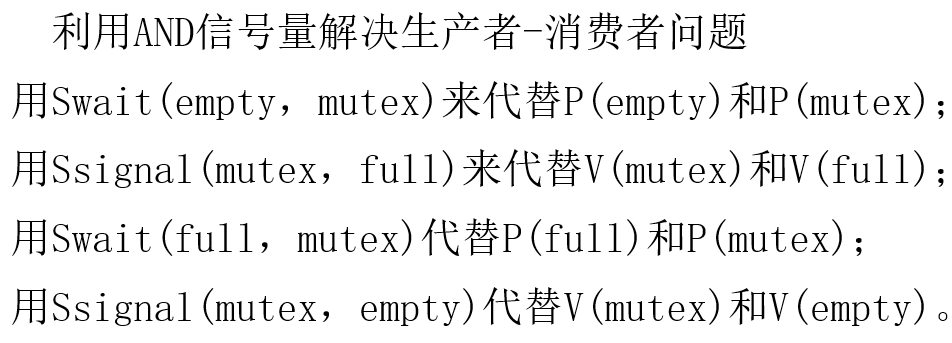 利用AND信号量解决生产者-消费者问题
用Swait(empty，mutex)来代替P(empty)和P(mutex)；
用Ssignal(mutex，full)来代替V(mutex)和V(full)；
用Swait(full，mutex)代替P(full)和P(mutex)；
用Ssignal(mutex，empty)代替V(mutex)和V(empty)。